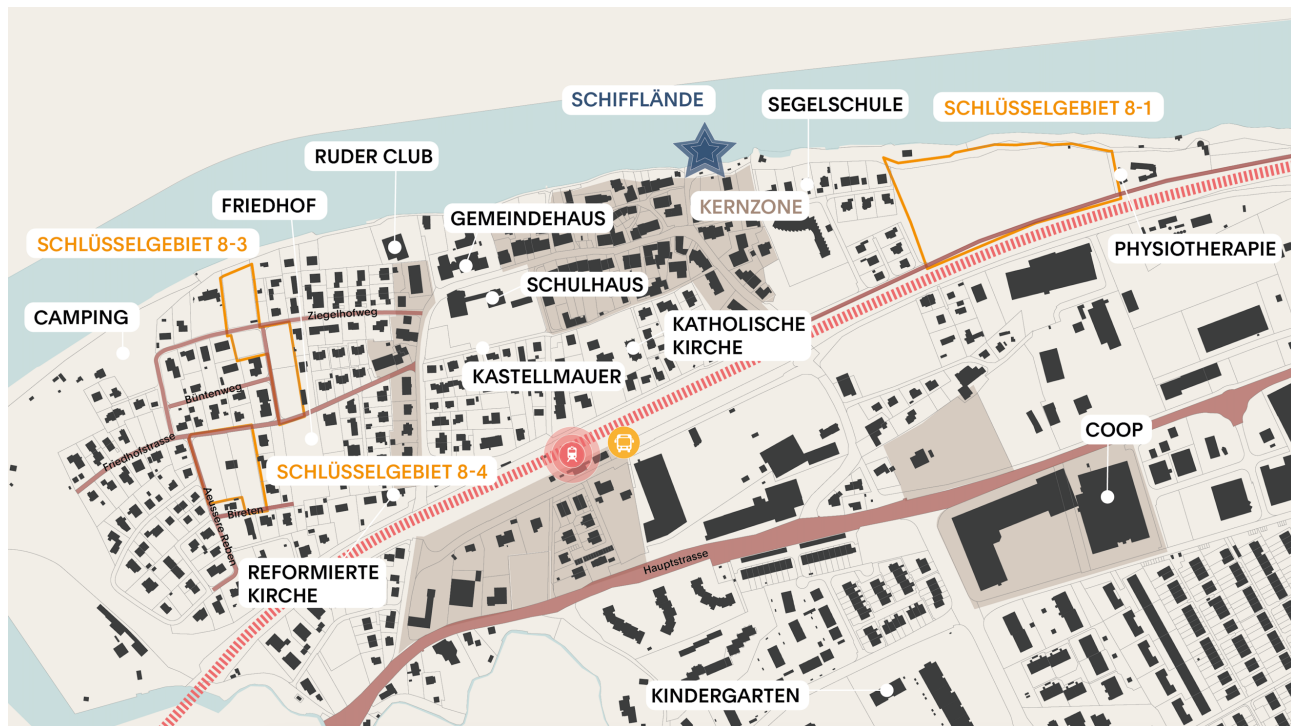 SCHIFFLÄNDE
SEGELSCHULE
SCHLÜSSELGEBIET 8-1
RUDER CLUB
FRIEDHOF
KERNZONE
GEMEINDEHAUS
SCHLÜSSELGEBIET 8-3
PHYSIOTHERAPIE
SCHULHAUS
CAMPING
Ziegelhofweg
KATHOLISCHE
KIRCHE
KASTELLMAUER
Büntenweg
COOP
Friedhofstrasse
SCHLÜSSELGEBIET 8-4
Aeussere Reben
Bireten
Hauptstrasse
REFORMIERTE
KIRCHE
KINDERGARTEN